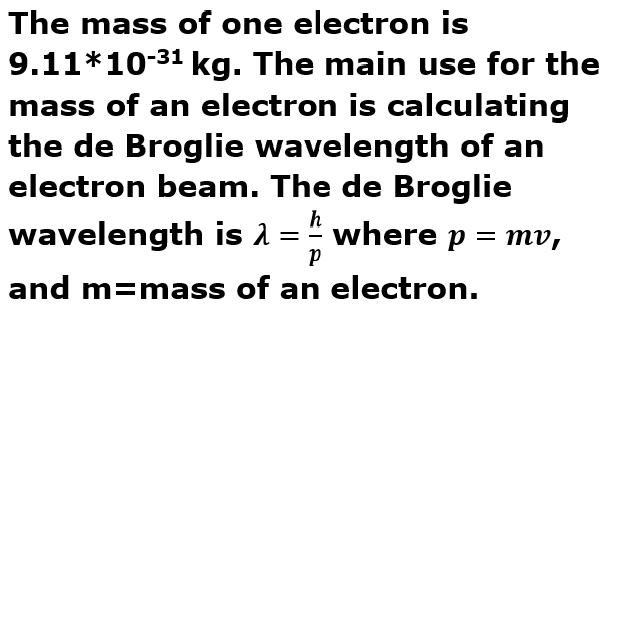 The mass of one electron is
9.11*10⁻³¹ kg. The main use for the
mass of an electron is calculating
the de Broglie wavelength of an
electron beam. The de Broglie
wavelength is λ = h/p where p = mv,
and m=mass of an electron.